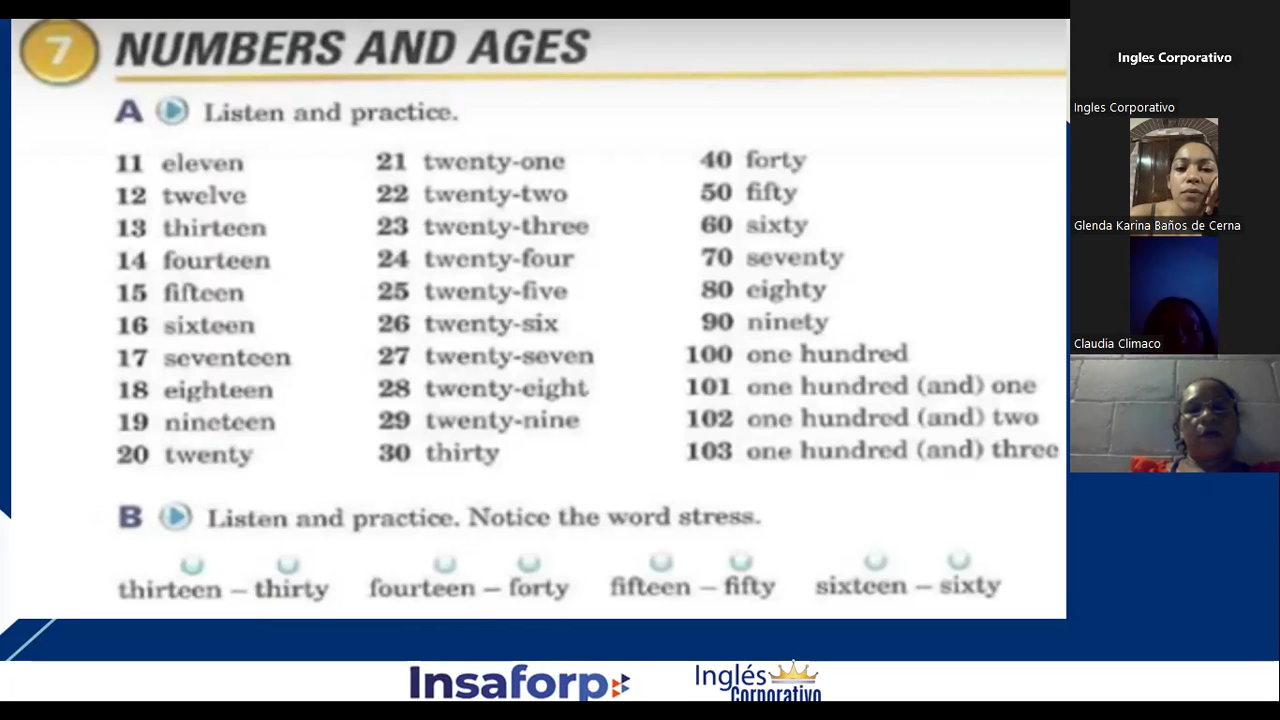 7 NUMBERS AND AGES
A Listen and practice.
11 eleven
12 twelve
13 thirteen
14 fourteen
15 fifteen
16 sixteen
17 seventeen
18 eighteen
19 nineteen
20 twenty
21 twenty-one
22 twenty-two
23 twenty-three
24 twenty-four
25 twenty-five
26 twenty-six
27 twenty-seven
28 twenty-eight
29 twenty-nine
30 thirty
40 forty
50 fifty
60 sixty
70 seventy
80 eighty
90 ninety
100 one hundred
101 one hundred (and) one
102 one hundred (and) two
103 one hundred (and) three
B Listen and practice. Notice the word stress.
thirteen – thirty fourteen – forty fifteen – fifty sixteen – sixty
Insaforp
Inglés
Corporativo
Ingles Corporativo
Ingles Corporativo
Glenda Karina Baños de Cerna
Claudia Climaco